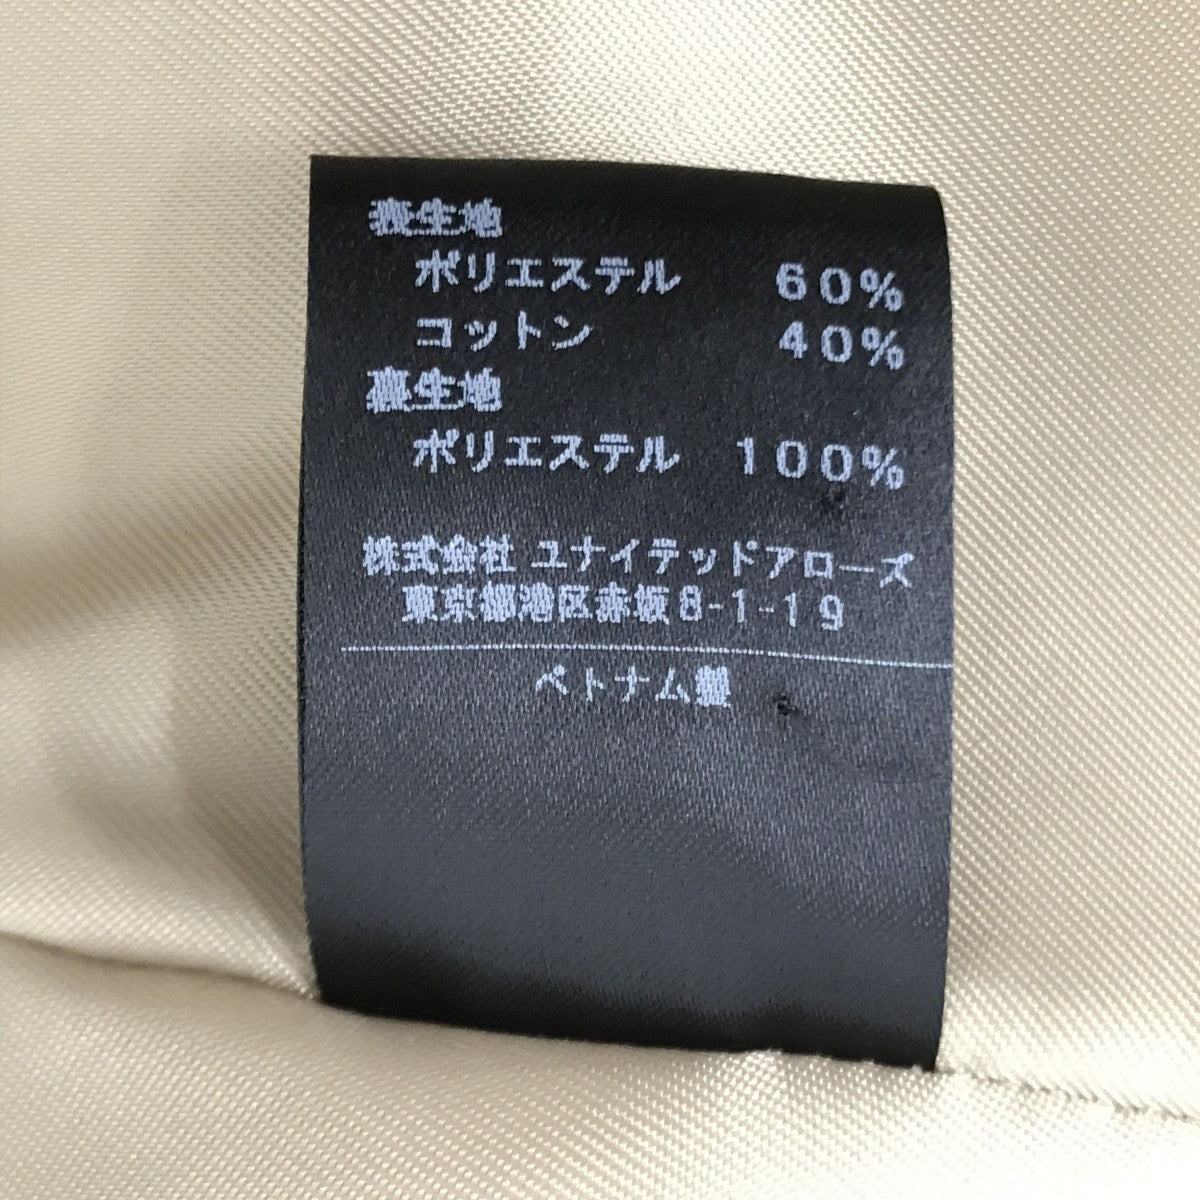 表生地
ポリエステル 60%
コットン 40%
裏生地
ポリエステル 100%
株式会社 ユナイテッドアローズ
東京都港区赤坂8-1-19
ベトナム製